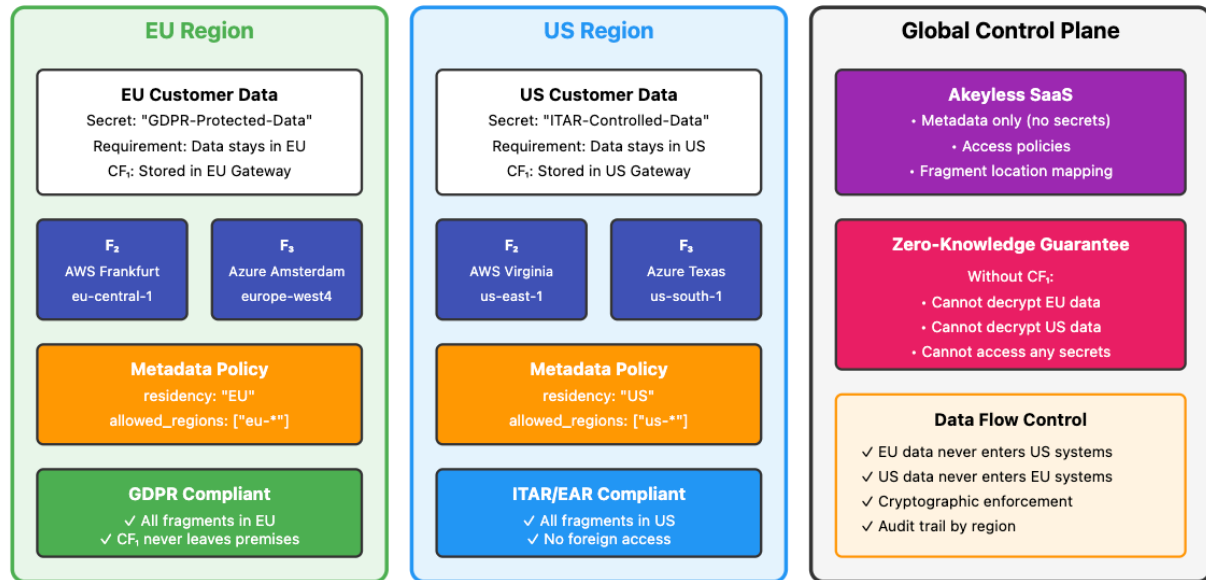 EU Region
EU Customer Data
Secret: "GDPR-Protected-Data"
Requirement: Data stays in EU
CF₁: Stored in EU Gateway
F₂
AWS Frankfurt
eu-central-1
F₃
Azure Amsterdam
europe-west4
Metadata Policy
residency: "EU"
allowed_regions: ["eu-*"]
GDPR Compliant
✓ All fragments in EU
✓ CF₁ never leaves premises
US Region
US Customer Data
Secret: "ITAR-Controlled-Data"
Requirement: Data stays in US
CF₁: Stored in US Gateway
F₂
AWS Virginia
us-east-1
F₃
Azure Texas
us-south-1
Metadata Policy
residency: "US"
allowed_regions: ["us-*"]
ITAR/EAR Compliant
✓ All fragments in US
✓ No foreign access
Global Control Plane
Akeyless SaaS
• Metadata only (no secrets)
• Access policies
• Fragment location mapping
Zero-Knowledge Guarantee
Without CF₁:
• Cannot decrypt EU data
• Cannot decrypt US data
• Cannot access any secrets
Data Flow Control
✓ EU data never enters US systems
✓ US data never enters EU systems
✓ Cryptographic enforcement
✓ Audit trail by region